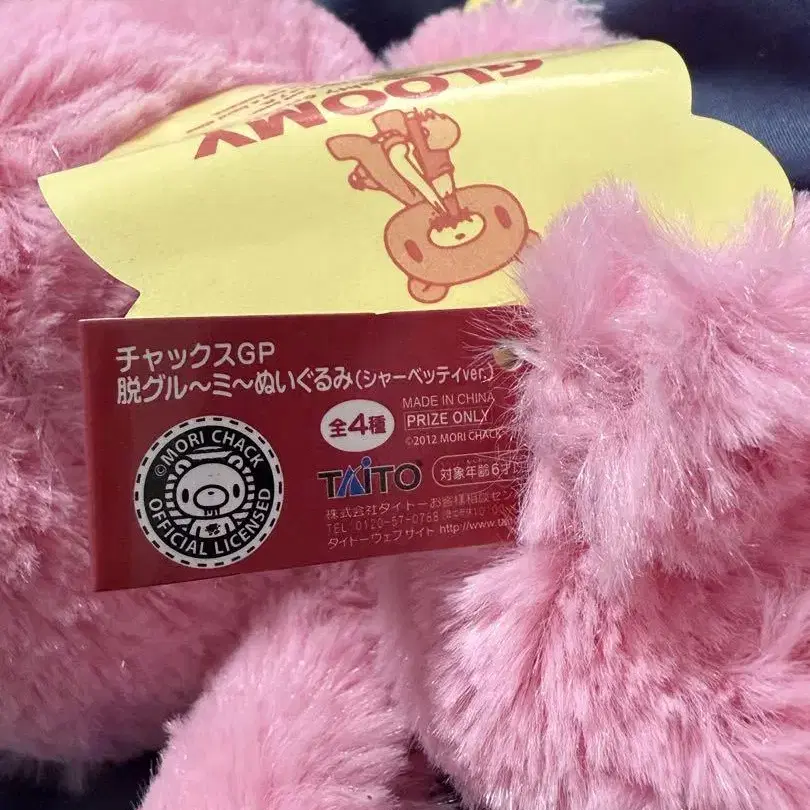 GLOOMY
チャックスGP
脱グル〜ミ〜ぬいぐるみ(シャーベッティver.)
全4種
MADE IN CHINA
PRIZE ONLY
©2012 MORI CHACK
©MORI CHACK
OFFICIAL LICENSED
TAITO
対象年齢6才
株式会社タイトーお客様相談セン
TEL 0120-57-0768
タイトーウェブサイト http://www.